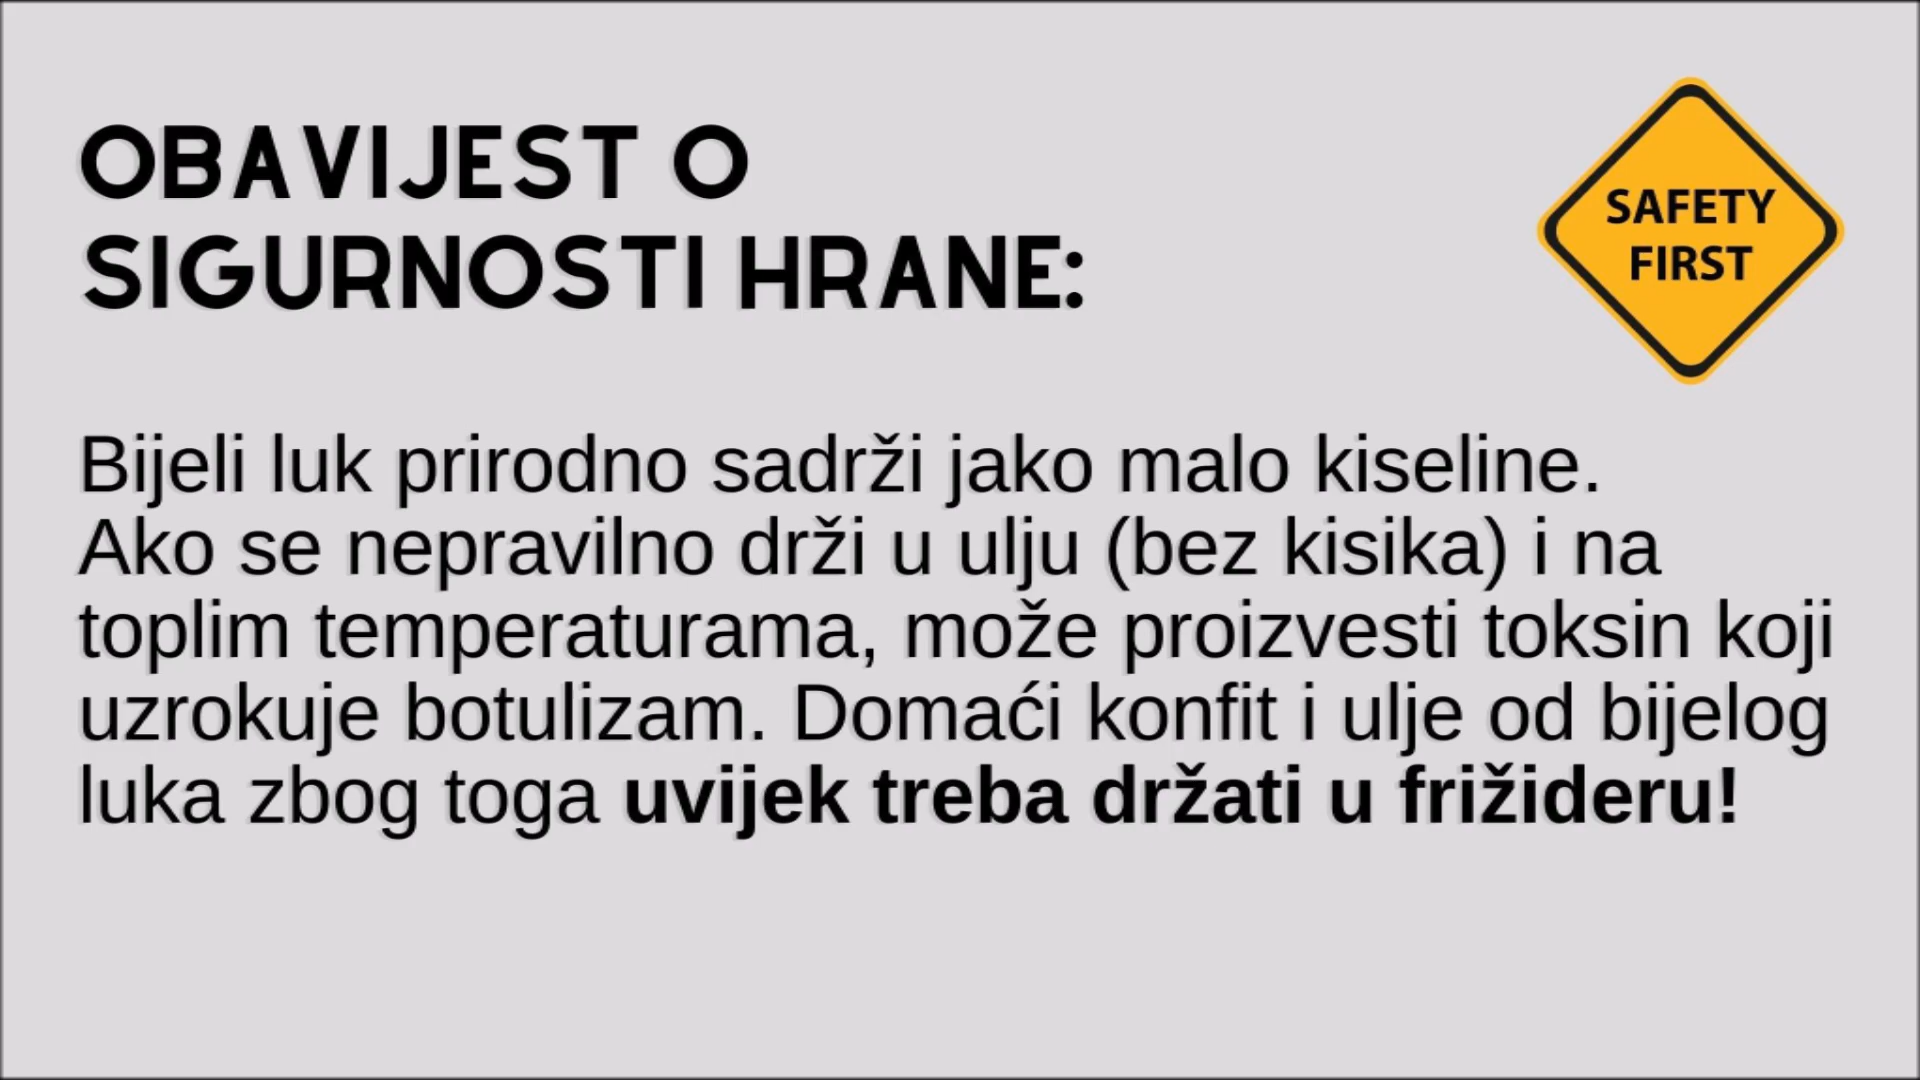 OBAVIJEST O
SIGURNOSTI HRANE:
SAFETY
FIRST
Bijeli luk prirodno sadrži jako malo kiseline.
Ako se nepravilno drži u ulju (bez kisika) i na
toplim temperaturama, može proizvesti toksin koji
uzrokuje botulizam. Domaći konfit i ulje od bijelog
luka zbog toga uvijek treba držati u frižideru!